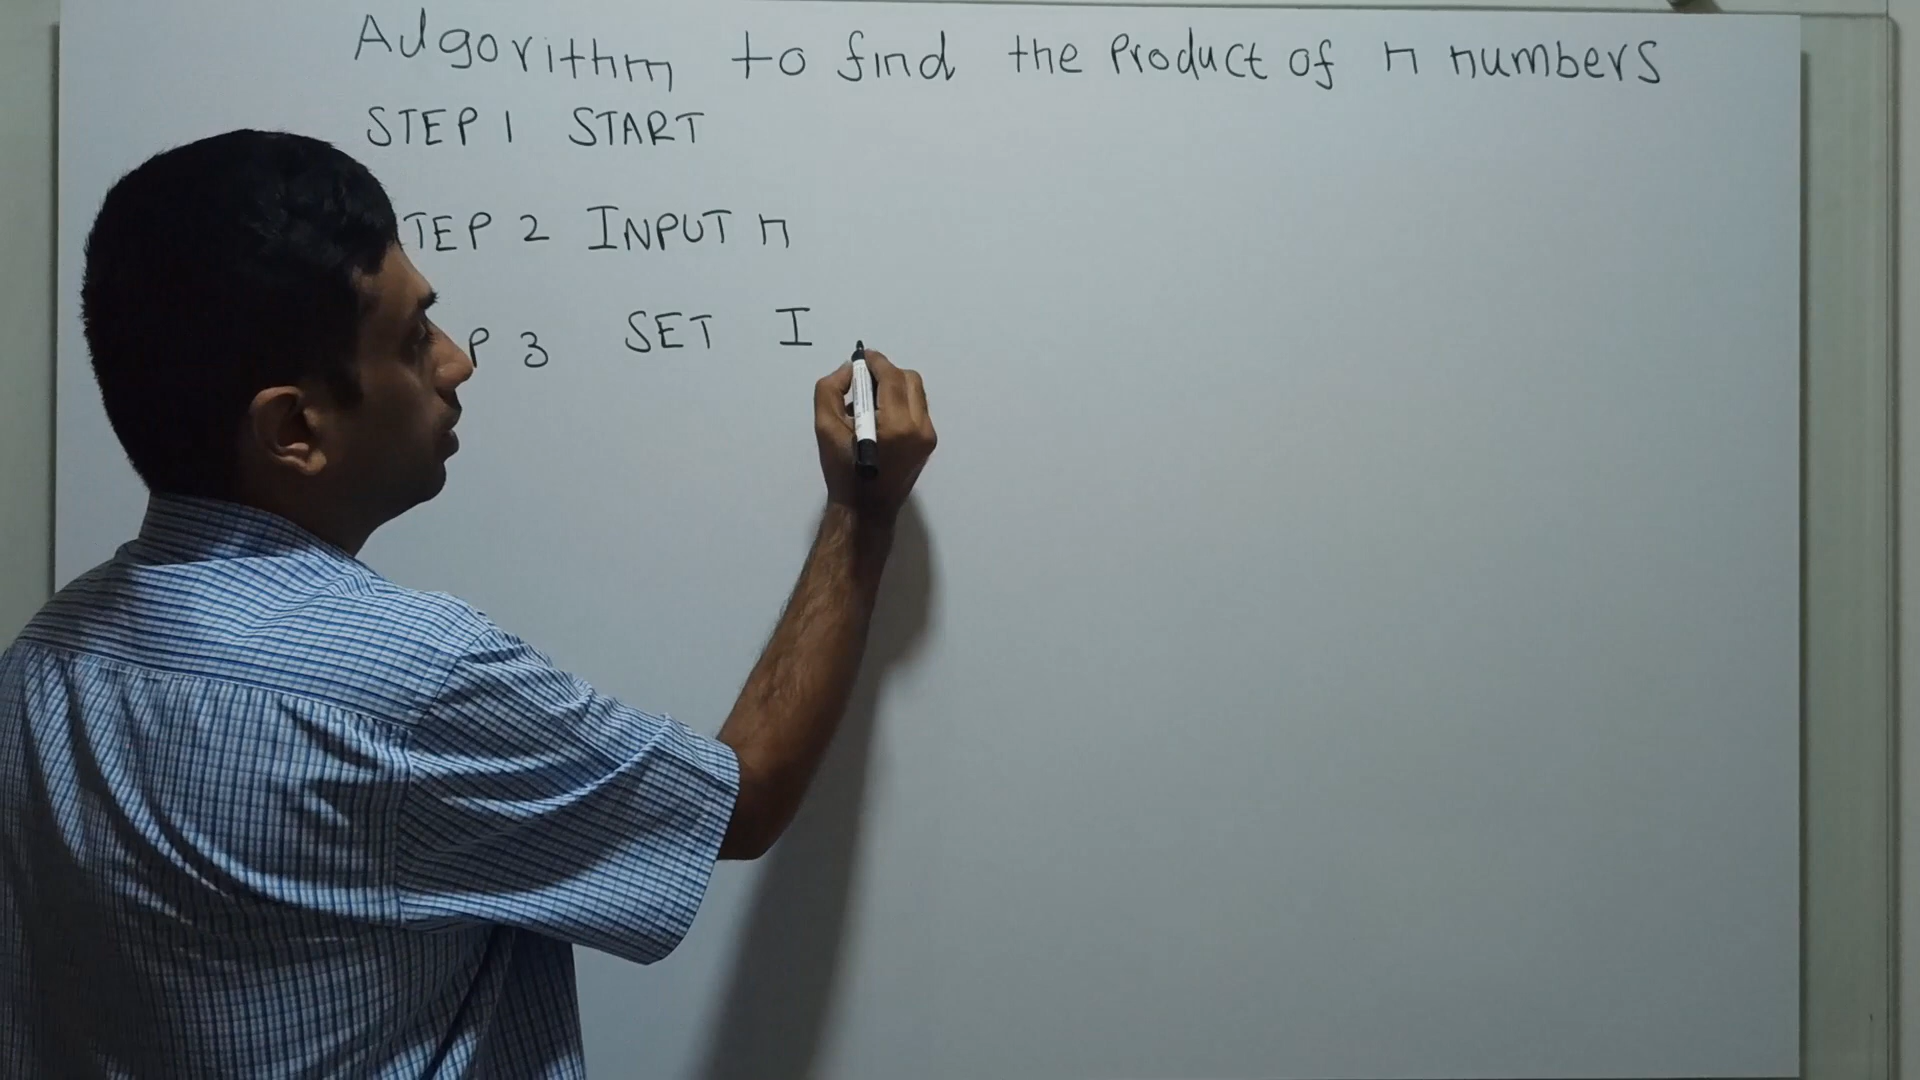 Algorithm to find the Product of n numbers
STEP 1 START
TEP 2 INPUT n
P 3 SET I